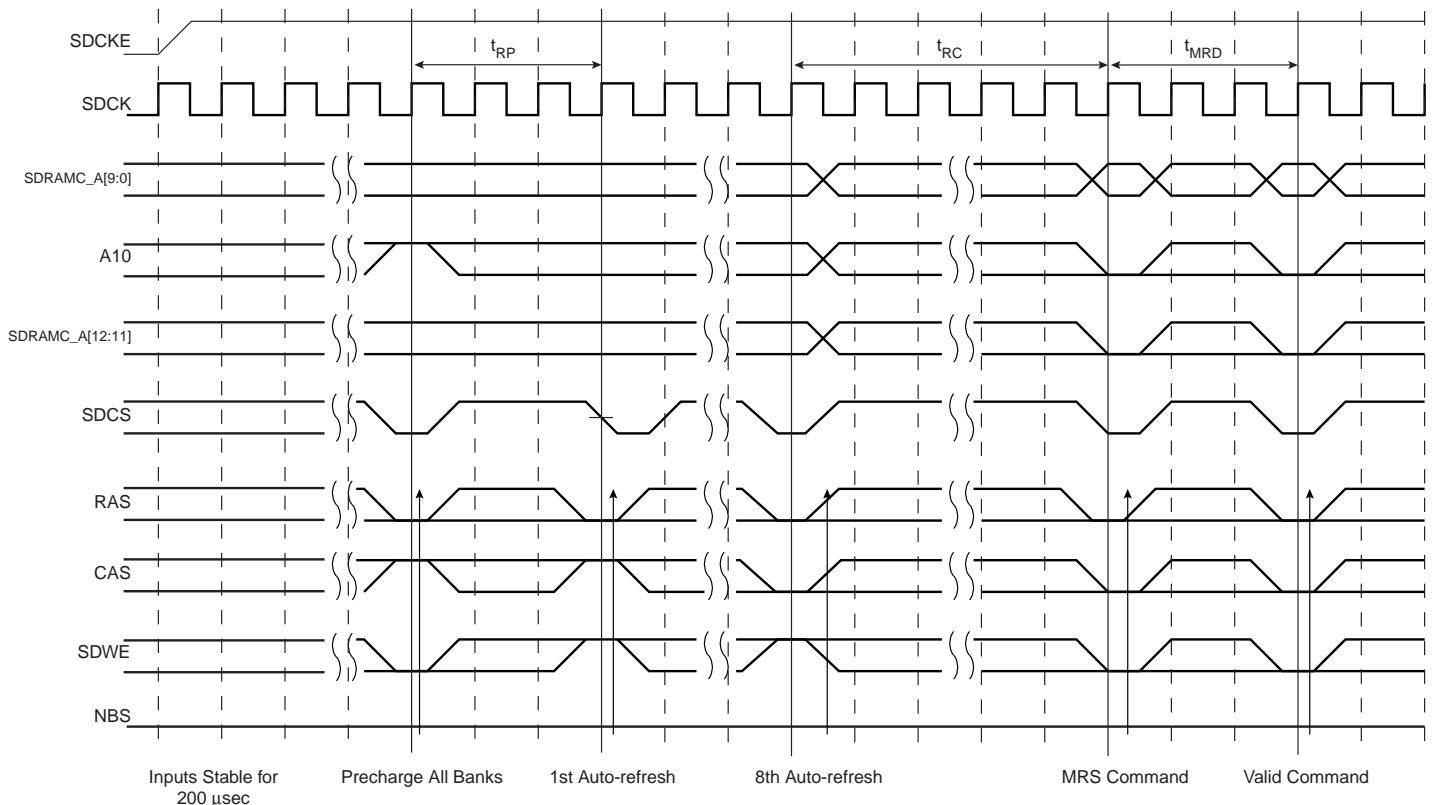 SDCKE
tRP
tRC
tMRD
SDCK
SDRAMC_A[9:0]
A10
SDRAMC_A[12:11]
SDCS
RAS
CAS
SDWE
NBS
Inputs Stable for
200 μsec
Precharge All Banks
1st Auto-refresh
8th Auto-refresh
MRS Command
Valid Command